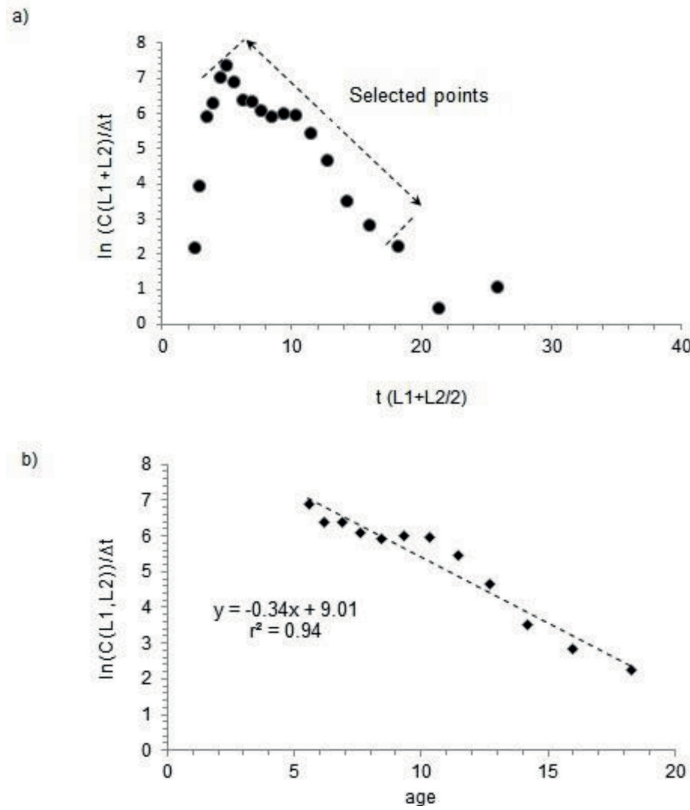 a)
8
7
6
5
4
3
2
1
0
ln (C(L1+L2)/Δt
Selected points
0 10 20 30 40
t (L1+L2/2)
b)
8
7
6
5
4
3
2
1
0
ln(C(L1,L2))/Δt
y = -0.34x + 9.01
r² = 0.94
0 5 10 15 20
age